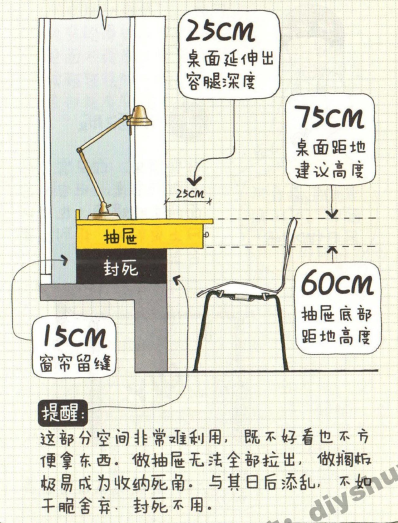 25CM
桌面延伸出
容腿深度
75CM
桌面距地
建议高度
25CM
抽屉
封死
60CM
抽屉底部
距地高度
15CM
窗帘留缝
提醒:
这部分空间非常难利用, 既不好看也不方
便拿东西。做抽屉无法全部拉出, 做搁板
极易成为收纳死角。与其日后添乱, 不如
干脆舍弃、封死不用。